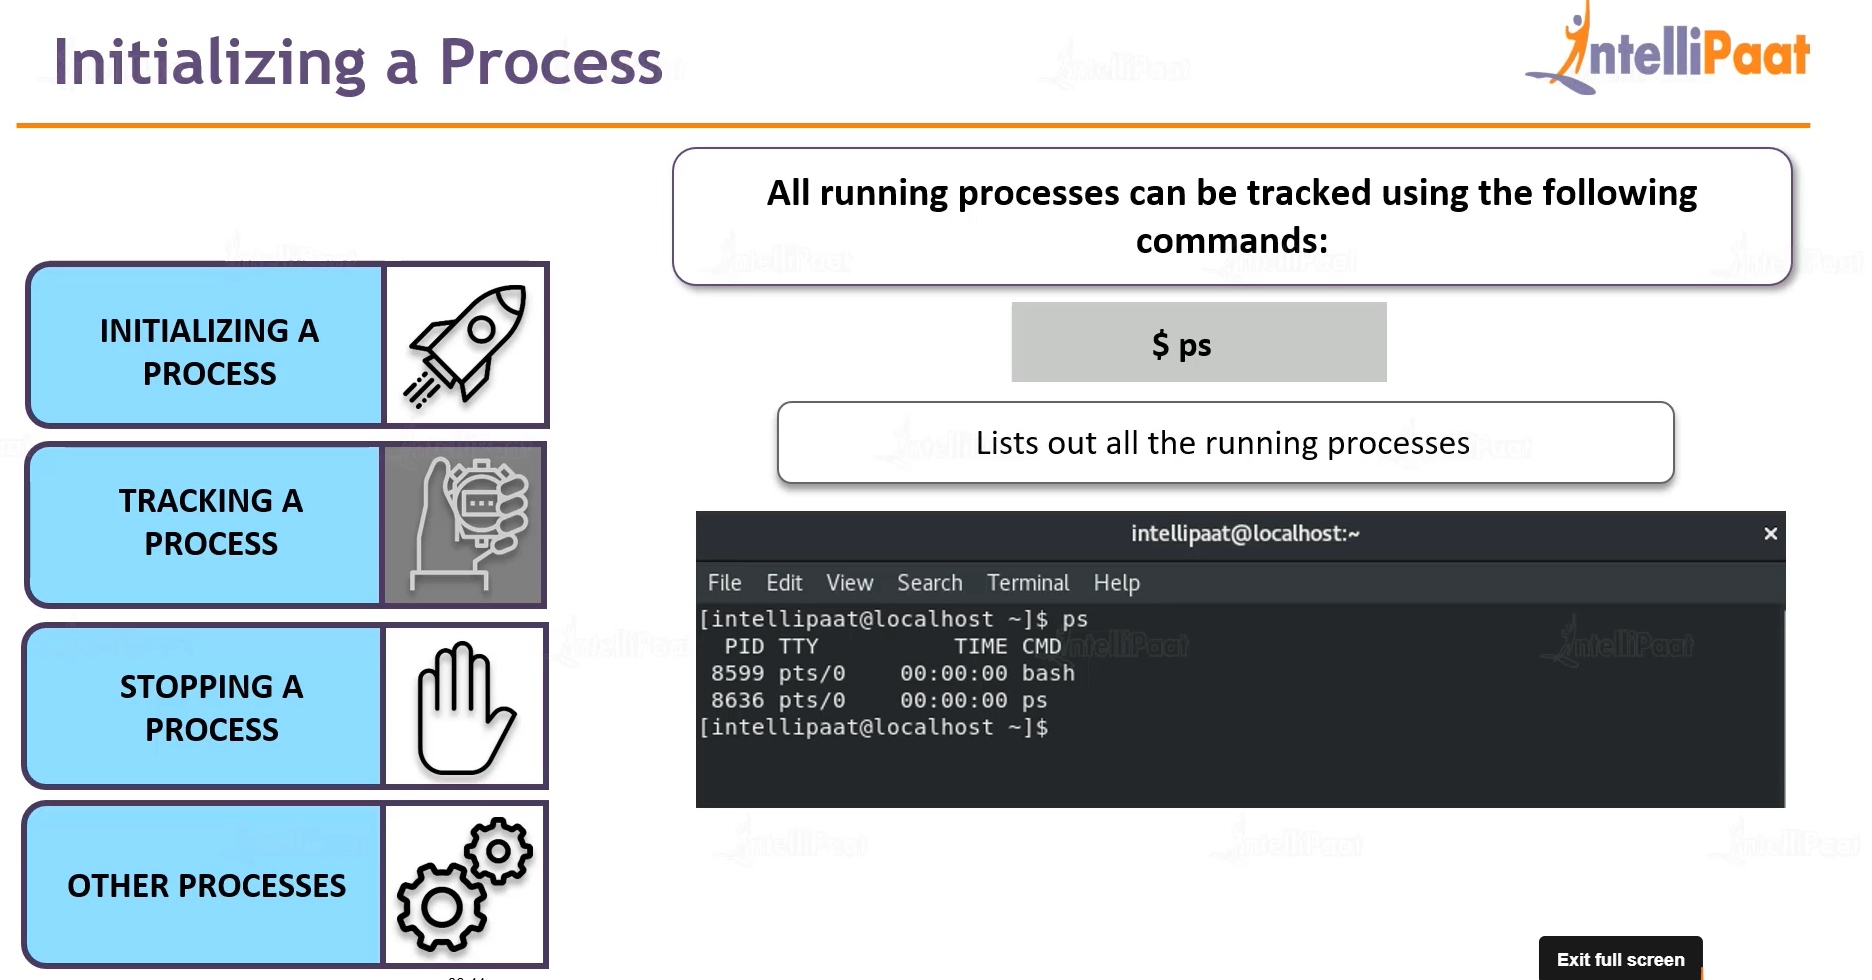 Initializing a Process
IntelliPaat
All running processes can be tracked using the following
commands:
$ ps
Lists out all the running processes
INITIALIZING A
PROCESS
TRACKING A
PROCESS
STOPPING A
PROCESS
OTHER PROCESSES
intellipaat@localhost:~ ×
File Edit View Search Terminal Help
[intellipaat@localhost ~]$ ps
  PID TTY          TIME CMD
 8599 pts/0    00:00:00 bash
 8636 pts/0    00:00:00 ps
[intellipaat@localhost ~]$
Exit full screen